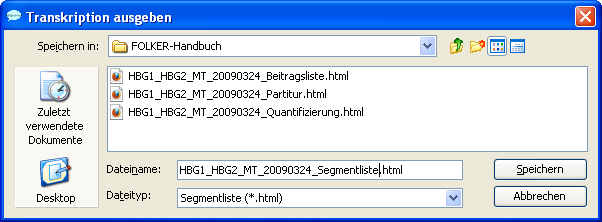 Transkription ausgeben
Speichern in: FOLKER-Handbuch
HBG1_HBG2_MT_20090324_Beitragsliste.html
HBG1_HBG2_MT_20090324_Partitur.html
HBG1_HBG2_MT_20090324_Quantifizierung.html
Zuletzt
verwendete
Dokumente
Desktop
Dateiname: HBG1_HBG2_MT_20090324_Segmentliste.html Speichern
Dateityp: Segmentliste (*.html) Abbrechen